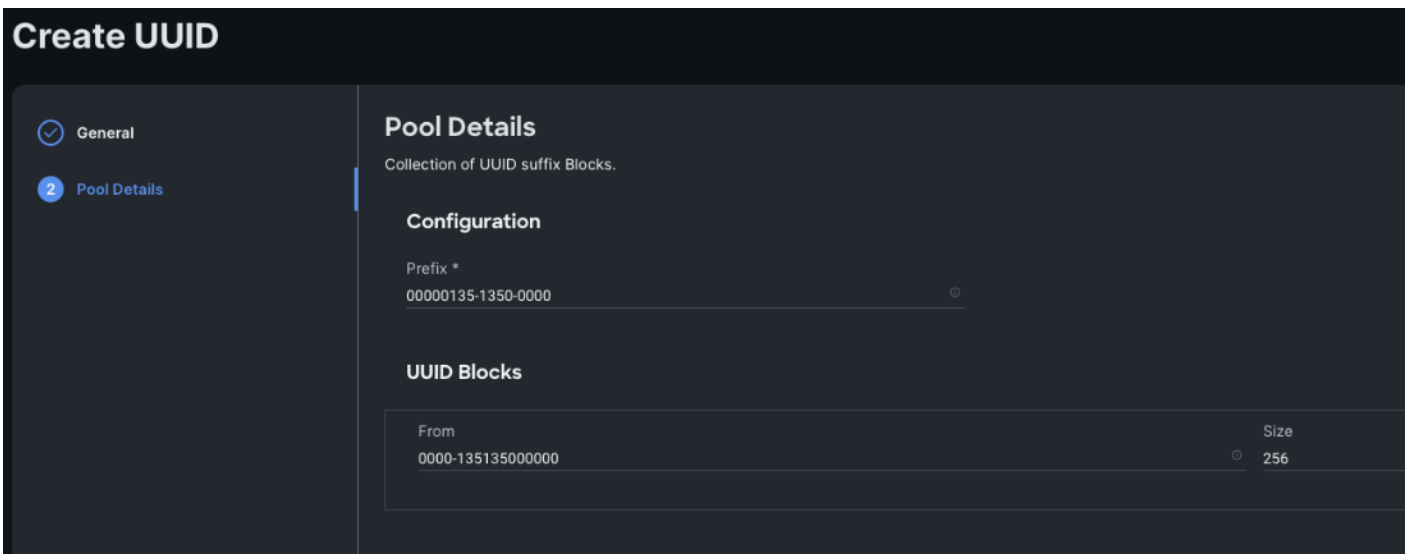 Create UUID
General
Pool Details
Collection of UUID suffix Blocks.
2 Pool Details
Configuration
Prefix *
00000135-1350-0000
UUID Blocks
From Size
0000-135135000000 256